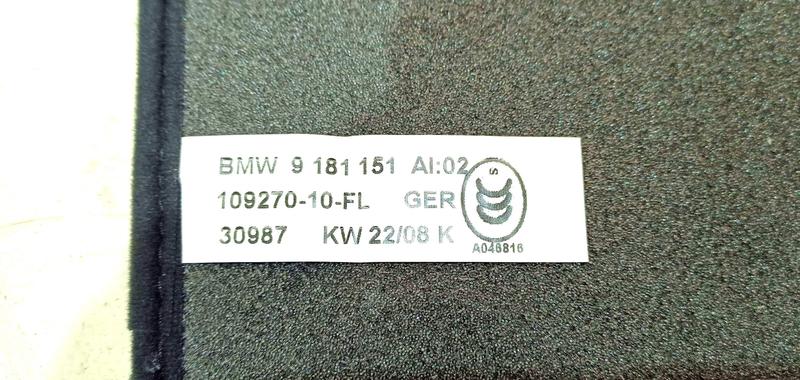 BMW 9 181 151 AI:02
109270-10-FL GER
30987 KW 22/08 K
S
A046816